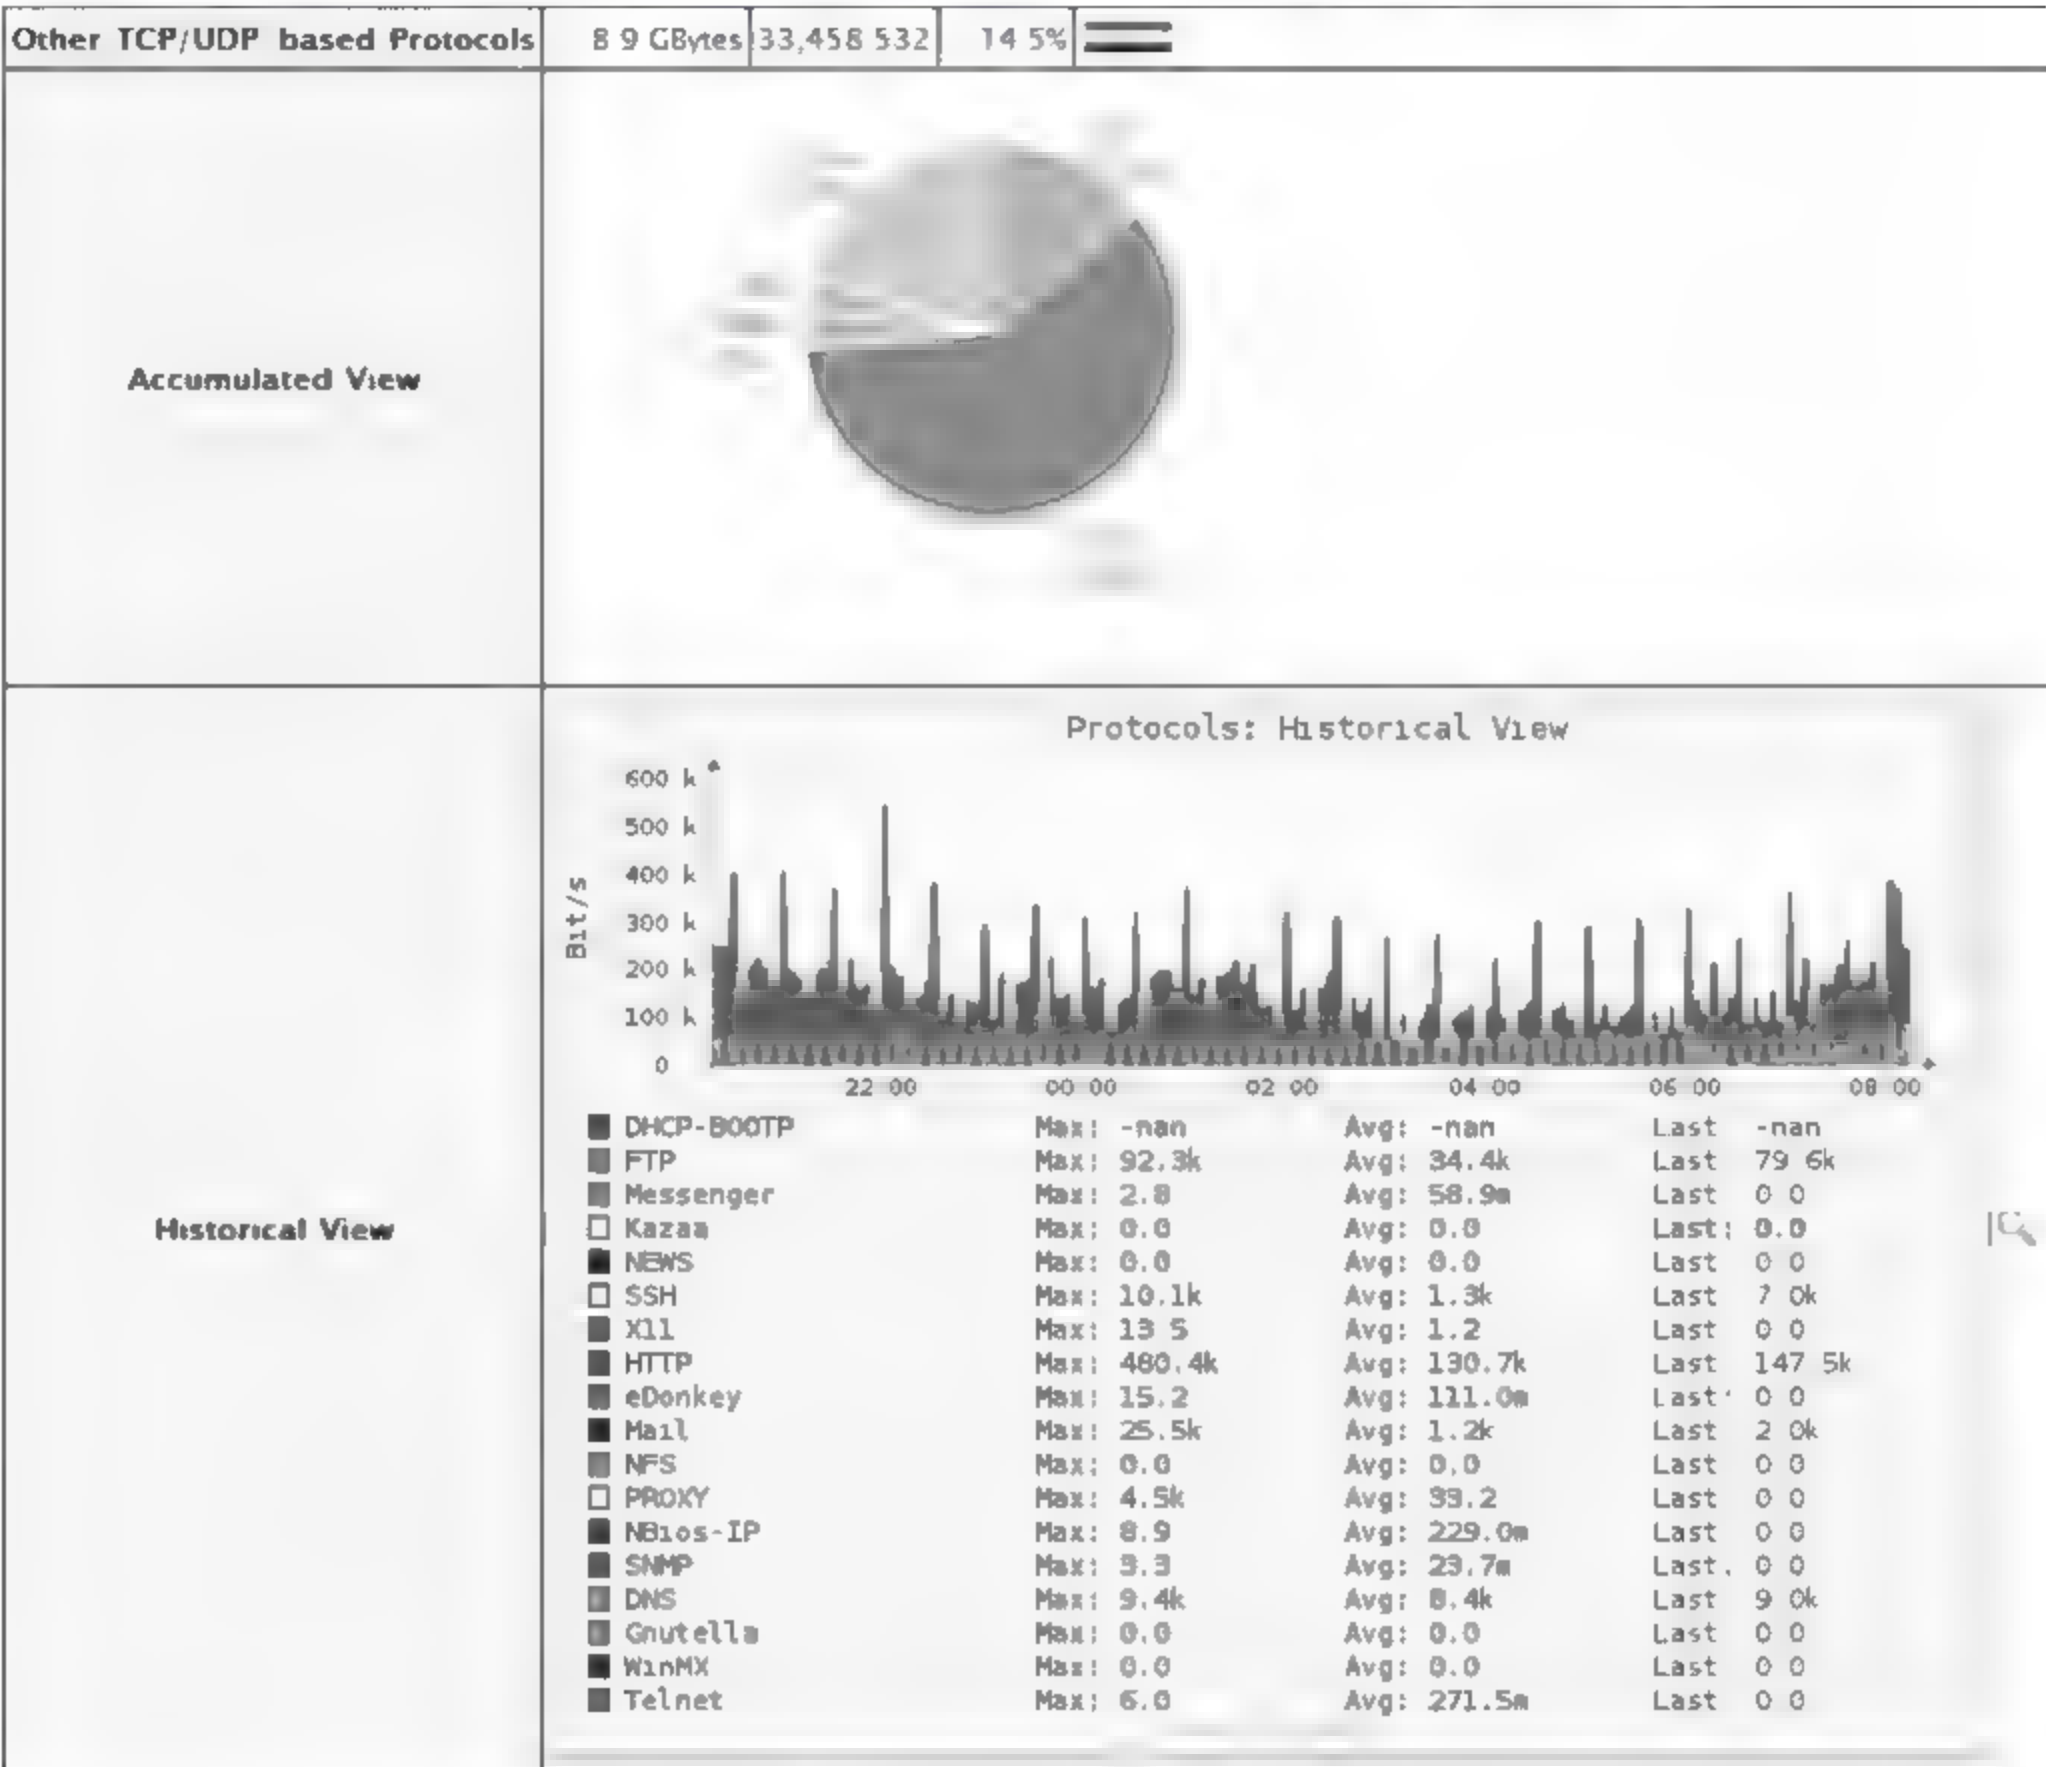 Other TCP/UDP based Protocols 8 9 GBytes 33,458 532 14 5%
Accumulated View
Protocols: Historical View
600 k
500 k
400 k
300 k
200 k
100 k
0
Bit/s
22 00 00 00 02 00 04 00 06 00 08 00
Historical View
DHCP-BOOTP Max: -nan Avg: -nan Last -nan
FTP Max: 92.3k Avg: 34.4k Last 79 6k
Messenger Max: 2.8 Avg: 58.9m Last 0 0
Kazaa Max: 0.0 Avg: 0.0 Last: 0.0
NEWS Max: 0.0 Avg: 0.0 Last 0 0
SSH Max: 10.1k Avg: 1.3k Last 0k
X11 Max: 13 5 Avg: 1.2 Last 0 0
HTTP Max: 480.4k Avg: 130.7k Last 147 5k
eDonkey Max: 15.2 Avg: 111.0m Last 0 0
Mail Max: 25.5k Avg: 1.2k Last 2 0k
NFS Max: 0.0 Avg: 0.0 Last 0 0
PROXY Max: 4.5k Avg: 33.2 Last 0 0
NBios-IP Max: 8.9 Avg: 229.0m Last 0 0
SNMP Max: 3.3 Avg: 23.7m Last. 0 0
DNS Max: 9.4k Avg: 8.4k Last 9 0k
Gnutella Max: 0.0 Avg: 0.0 Last 0 0
WinMX Max: 0.0 Avg: 0.0 Last 0 0
Telnet Max: 6.0 Avg: 271.5m Last 0 0